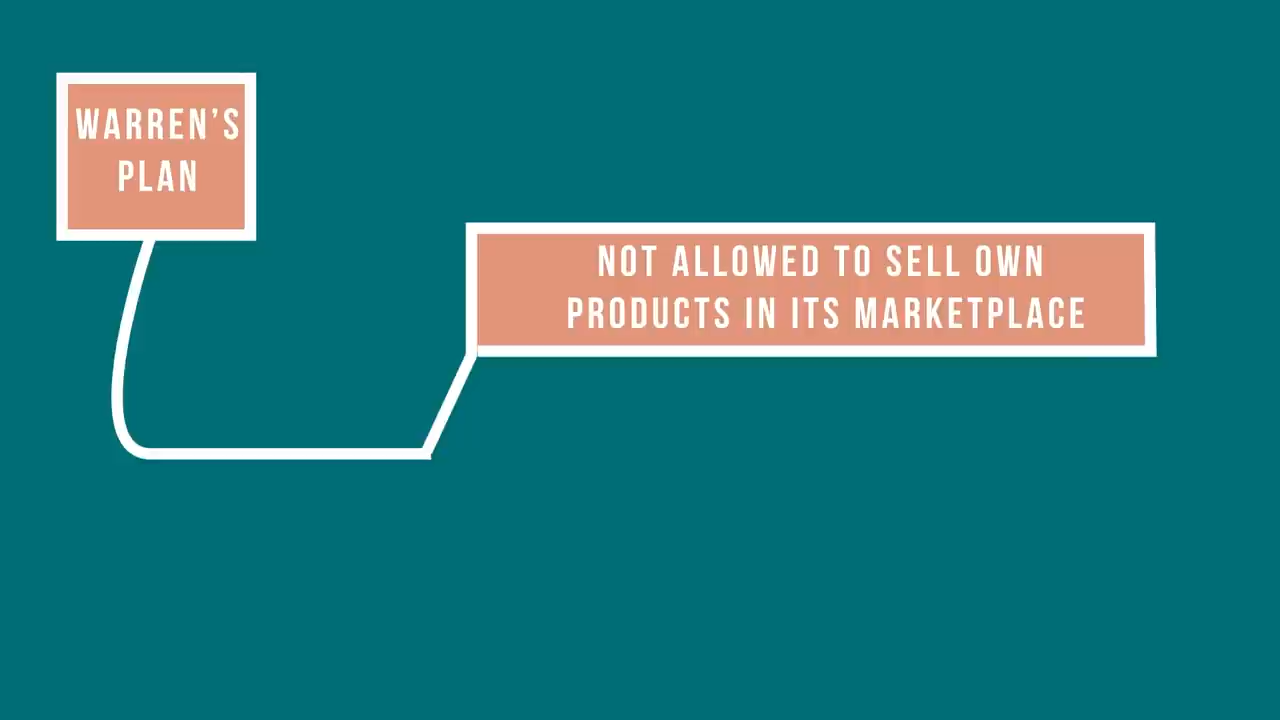 WARREN’S
PLAN
NOT ALLOWED TO SELL OWN
PRODUCTS IN ITS MARKETPLACE